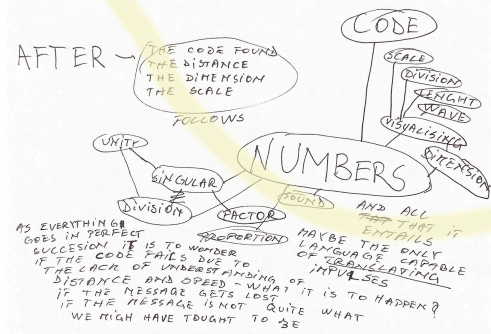 CODE
AFTER -
THE CODE FOUND
THE DISTANCE
THE DIMENSION
THE SCALE
FOLLOWS
SCALE
DIVISION
LENGHT
WAVE
VISUALISING
DIMENSION
UNITY
SINGULAR
DIVISION
NUMBERS
SOUND
FACTOR
PROPORTION
AND ALL
THAT IT
ENTAILS
MAYBE THE ONLY
LANGUAGE CAPABLE
OF TRANSLATING
IMPULSES
AS EVERYTHING
GOES IN PERFECT
SUCCESION IT IS TO WONDER
IF THE CODE FAILS DUE TO
THE LACK OF UNDERSTANDING OF
DISTANCE AND SPEED - WHAT IT IS TO HAPPEN?
IF THE MESSAGE GETS LOST
IF THE MESSAGE IS NOT QUITE WHAT
WE MIGH HAVE TOUGHT TO BE